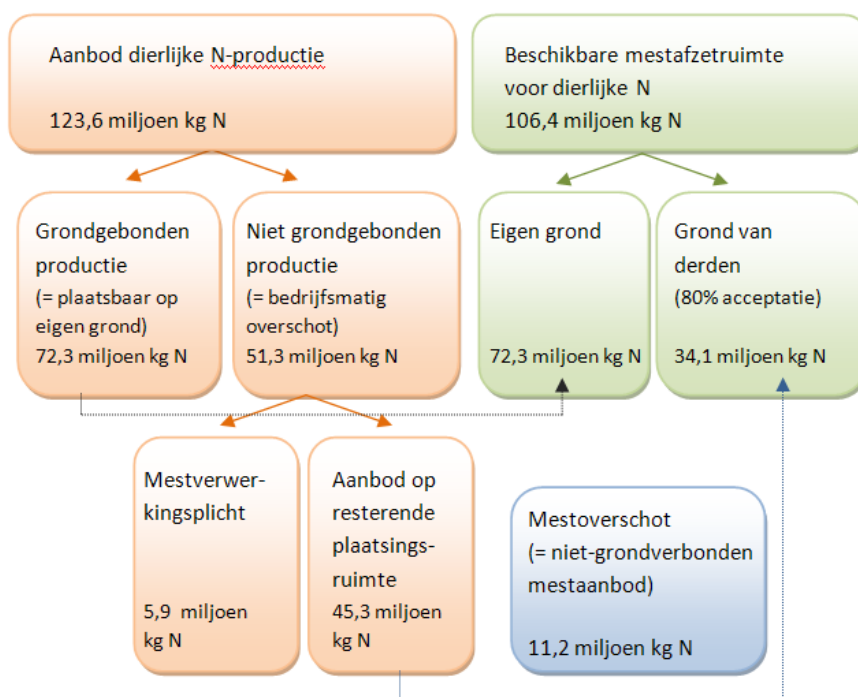 Aanbod dierlijke N-productie
123,6 miljoen kg N
Beschikbare mestafzetruimte
voor dierlijke N
106,4 miljoen kg N
Grondgebonden
productie
(= plaatsbaar op
eigen grond)
72,3 miljoen kg N
Niet grondgebonden
productie
(= bedrijfsmatig
overschot)
51,3 miljoen kg N
Eigen grond
72,3 miljoen kg N
Grond van
derden
(80% acceptatie)
34,1 miljoen kg N
Mestverwer-
kingsplicht
5,9 miljoen
kg N
Aanbod op
resterende
plaatsings-
ruimte
45,3 miljoen
kg N
Mestoverschot
(= niet-grondverbonden
mestaanbod)
11,2 miljoen kg N